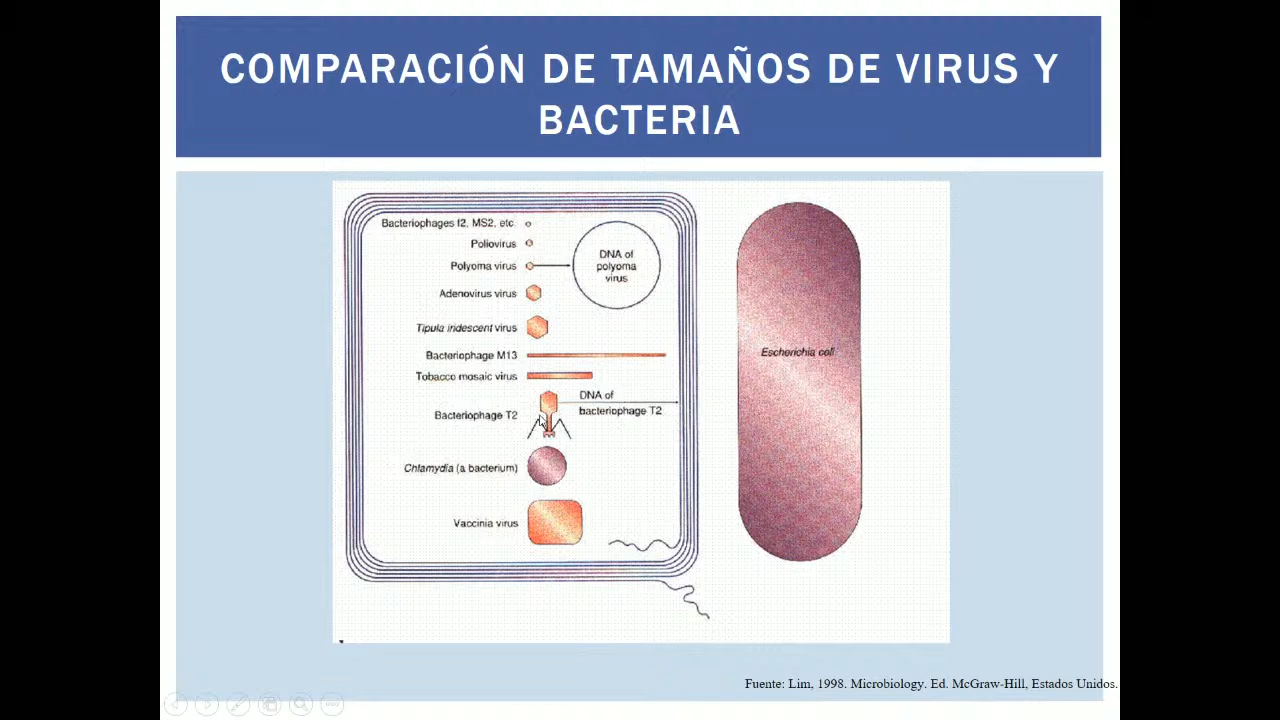 COMPARACIÓN DE TAMAÑOS DE VIRUS Y
BACTERIA
Bacteriophages f2, MS2, etc.
Poliovirus
Polyoma virus
DNA of
polyoma
virus
Adenovirus virus
Tipula iridescent virus
Bacteriophage M13
Tobacco mosaic virus
Bacteriophage T2
DNA of
bacteriophage T2
Chlamydia (a bacterium)
Vaccinia virus
Escherichia coli
Fuente: Lim, 1998. Microbiology. Ed. McGraw-Hill, Estados Unidos.